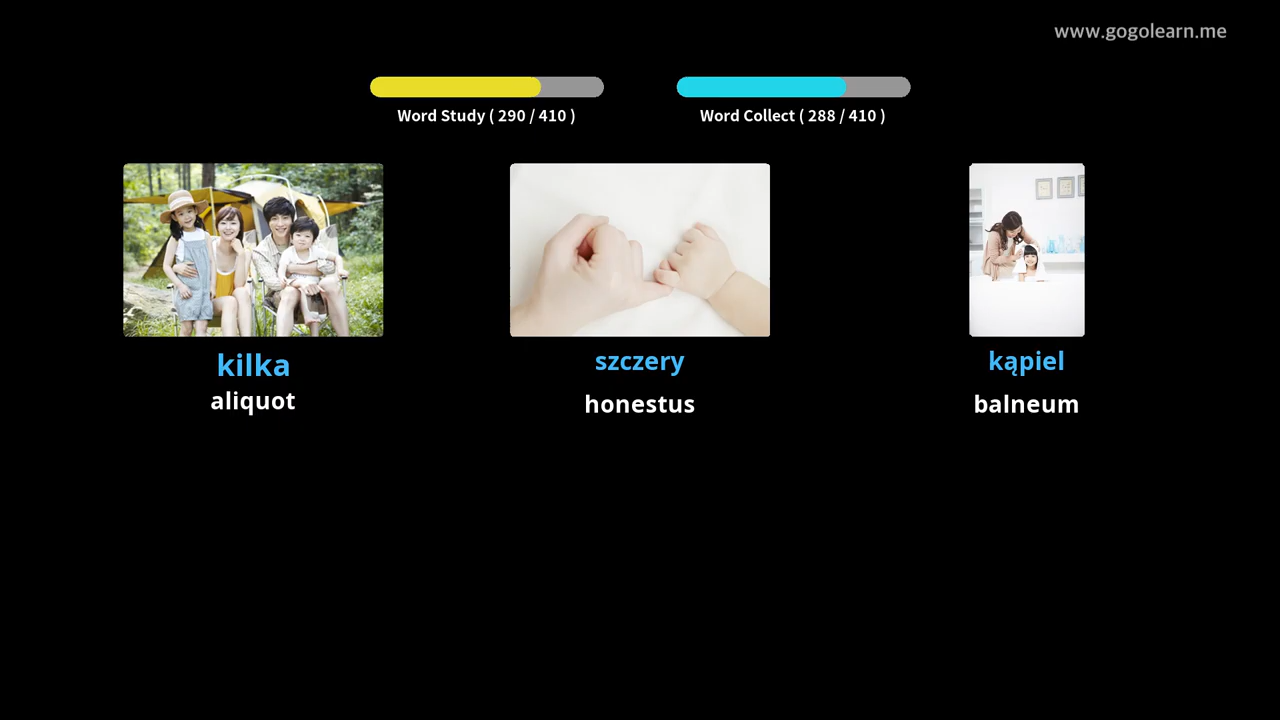 www.gogolearn.me
Word Study ( 290 / 410 )
Word Collect ( 288 / 410 )
kilka
aliquot
szczery
honestus
kąpiel
balneum